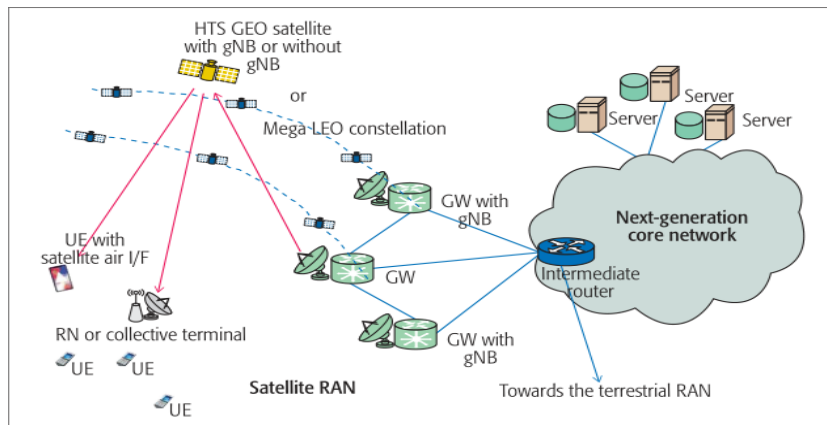 HTS GEO satellite
with gNB or without
gNB
or
Mega LEO constellation
Server
Server
Server
GW with
gNB
Next-generation
core network
UE with
satellite air I/F
GW
Intermediate
router
RN or collective terminal
GW with
gNB
UE
UE
UE
Satellite RAN
Towards the terrestrial RAN